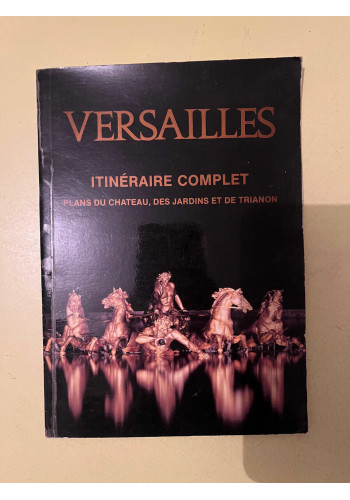 VERSAILLES
ITINÉRAIRE COMPLET
PLANS DU CHATEAU, DES JARDINS ET DE TRIANON